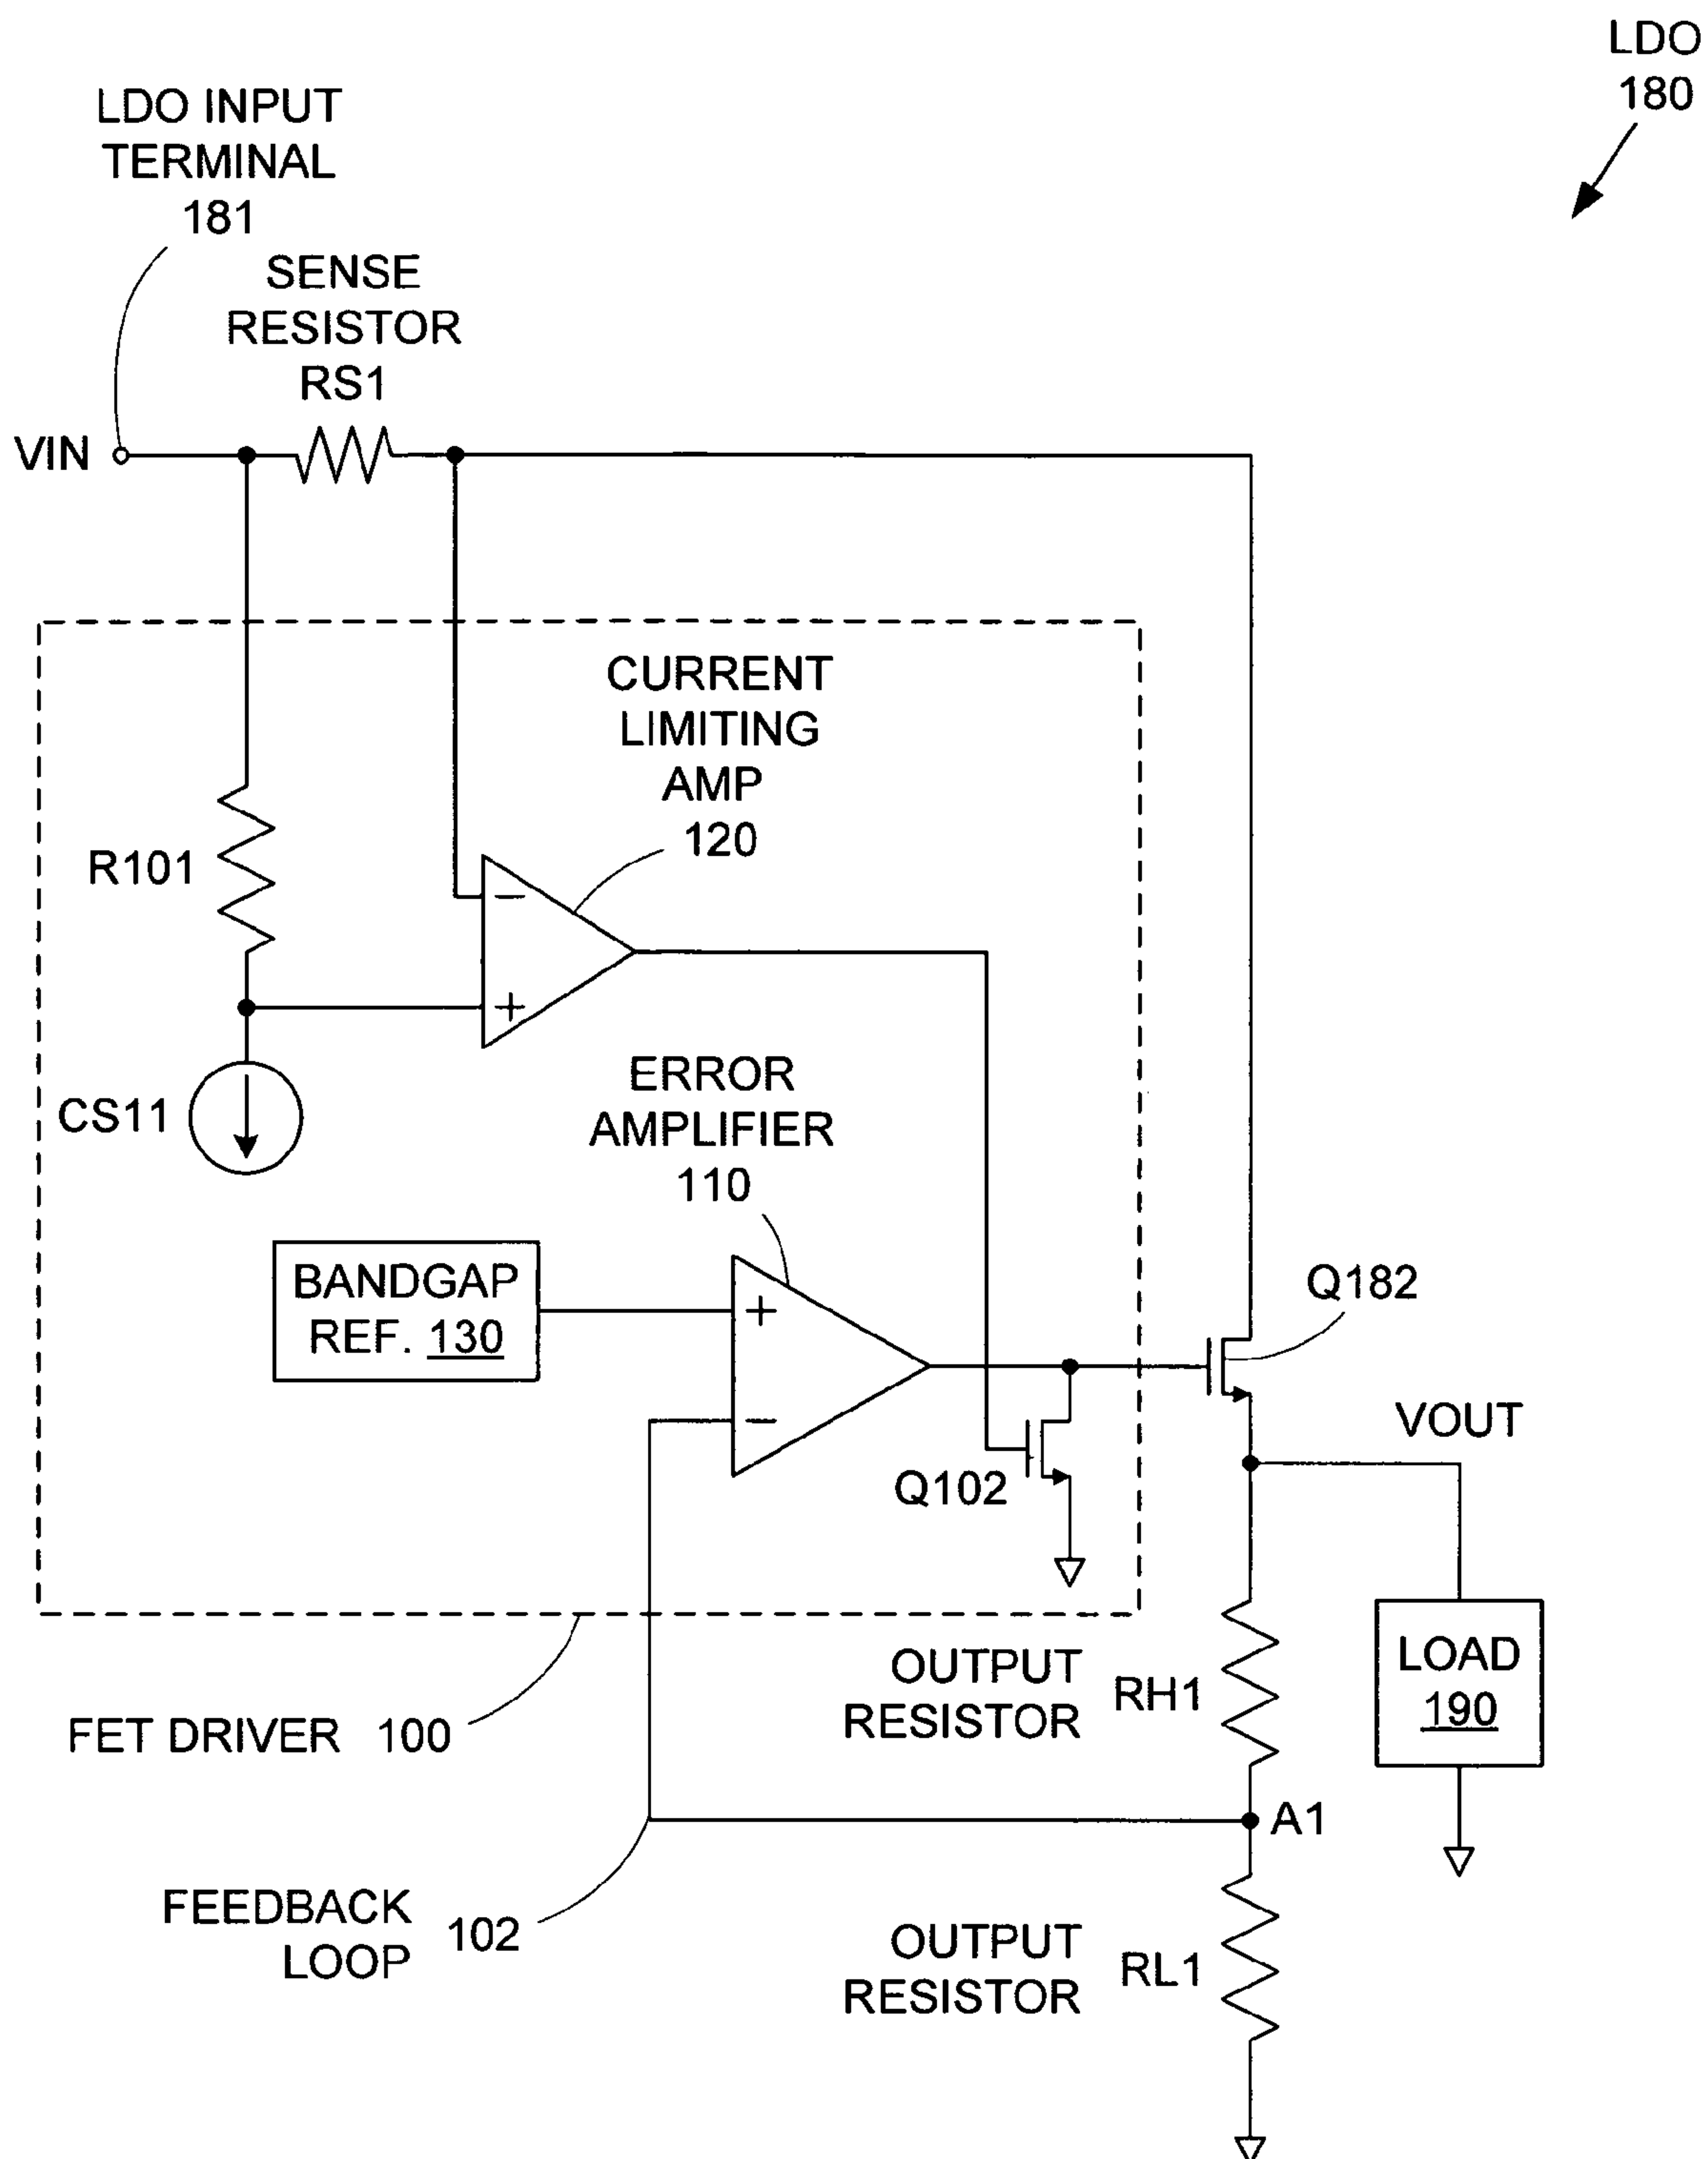 LDO
180
LDO INPUT
TERMINAL
181
SENSE
RESISTOR
RS1
VIN
CURRENT
LIMITING
AMP
120
R101
−
+
CS11
ERROR
AMPLIFIER
110
BANDGAP
REF. 130
+
−
Q182
VOUT
Q102
OUTPUT
RESISTOR
RH1
LOAD
190
FET DRIVER 100
A1
FEEDBACK
LOOP
102
OUTPUT
RESISTOR
RL1